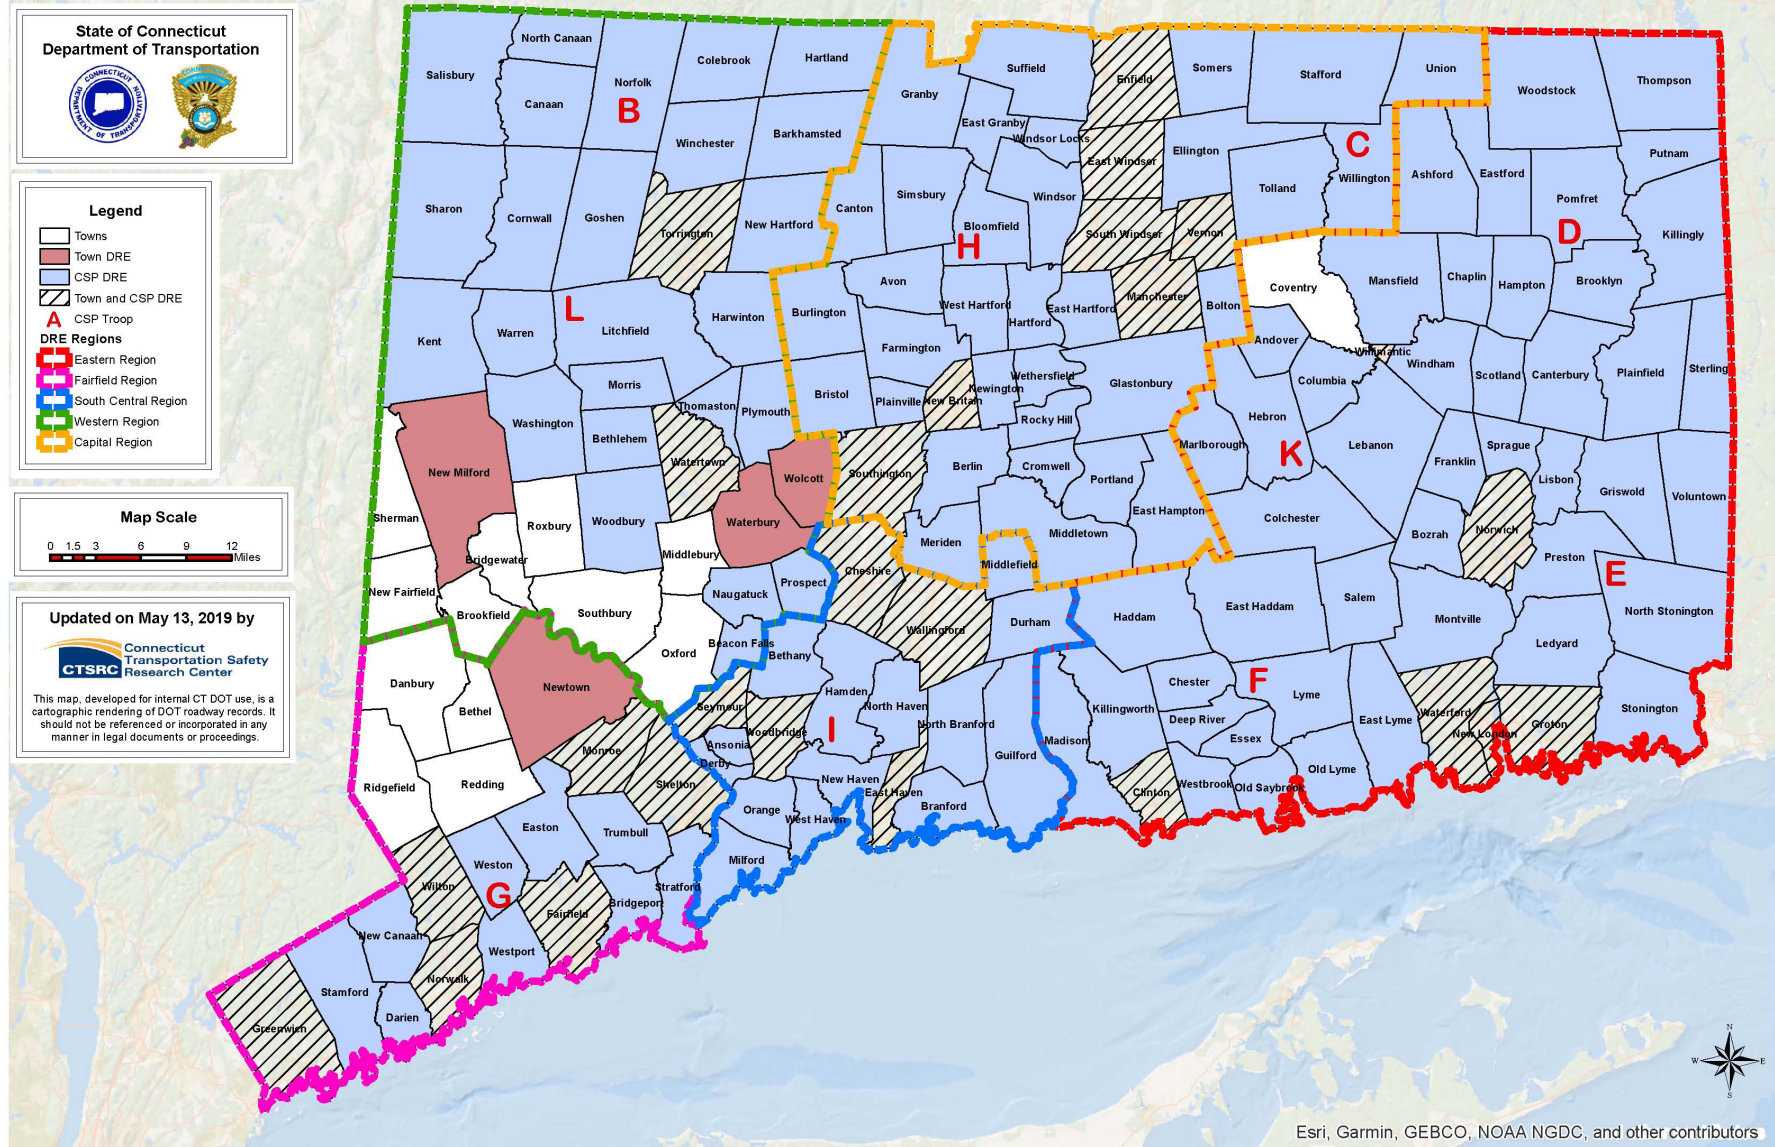 State of Connecticut
Department of Transportation
CONNECTICUT
DEPARTMENT OF TRANSPORTATION
CONNECTICUT
Legend
Towns
Town DRE
CSP DRE
Town and CSP DRE
A CSP Troop
DRE Regions
Eastern Region
Fairfield Region
South Central Region
Western Region
Capital Region
Map Scale
0 1.5 3 6 9 12
Miles
Updated on May 13, 2019 by
CTSRC
Connecticut
Transportation Safety
Research Center
This map, developed for internal CT DOT use, is a
cartographic rendering of DOT roadway records. It
should not be referenced or incorporated in any
manner in legal documents or proceedings.
Salisbury
North Canaan
Canaan
Norfolk
B
Colebrook
Hartland
Winchester
Barkhamsted
Sharon
Cornwall
Goshen
Torrington
New Hartford
Kent
Warren
L
Litchfield
Harwinton
Morris
Washington
Bethlehem
Thomaston
Plymouth
Watertown
New Milford
Wolcott
Waterbury
Sherman
Roxbury
Woodbury
Bridgewater
Middlebury
New Fairfield
Brookfield
Southbury
Naugatuck
Prospect
Oxford
Beacon Falls
Granby
Suffield
East Granby
Windsor Locks
Enfield
Somers
Stafford
Union
East Windsor
Ellington
C
Tolland
Willington
Canton
Simsbury
Bloomfield
H
Windsor
South Windsor
Vernon
Avon
Burlington
West Hartford
Hartford
East Hartford
Manchester
Bolton
Farmington
Bristol
Plainville
New Britain
Newington
Wethersfield
Rocky Hill
Glastonbury
Southington
Berlin
Cromwell
Portland
Marlborough
East Hampton
Meriden
Middletown
Middlefield
Woodstock
Thompson
Putnam
Ashford
Eastford
Pomfret
D
Killingly
Coventry
Mansfield
Chaplin
Hampton
Brooklyn
Andover
Willimantic
Windham
Columbia
Scotland
Canterbury
Plainfield
Sterling
Hebron
K
Lebanon
Franklin
Sprague
Lisbon
Griswold
Voluntown
Colchester
Bozrah
Norwich
Preston
E
North Stonington
Haddam
East Haddam
Salem
Montville
Ledyard
Chester
F
Lyme
Killingworth
Deep River
Essex
East Lyme
Waterford
New London
Groton
Stonington
Madison
Clinton
Westbrook
Old Saybrook
Old Lyme
Cheshire
Wallingford
Durham
Bethany
Hamden
North Haven
Seymour
Woodbridge
I
North Branford
Guilford
Ansonia
Derby
New Haven
East Haven
Branford
Orange
West Haven
Milford
Danbury
Bethel
Newtown
Monroe
Shelton
Ridgefield
Redding
Easton
Trumbull
Weston
G
Wilton
Fairfield
Bridgeport
Stratford
New Canaan
Norwalk
Westport
Stamford
Darien
Greenwich
N
W E
S
Esri, Garmin, GEBCO, NOAA NGDC, and other contributors